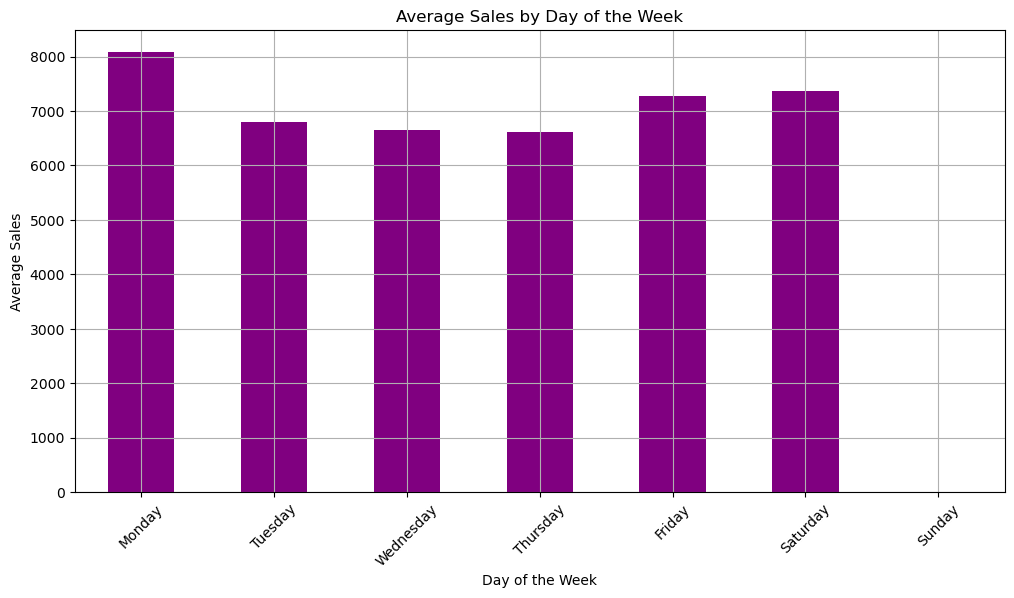 Average Sales by Day of the Week
8000
7000
6000
5000
4000
3000
2000
1000
0
Average Sales
Monday
Tuesday
Wednesday
Thursday
Friday
Saturday
Sunday
Day of the Week